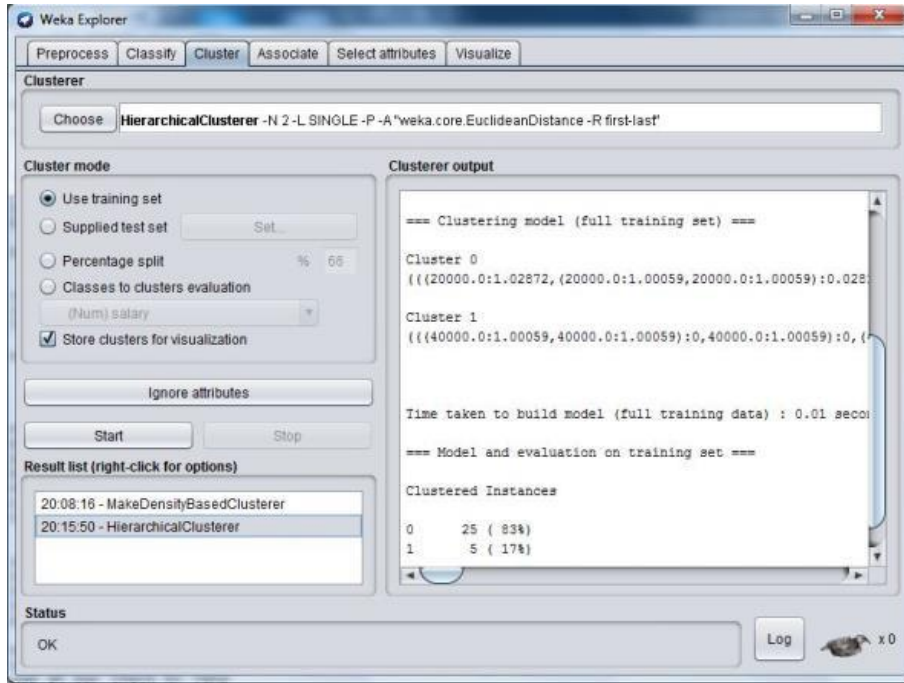 Weka Explorer
Preprocess Classify Cluster Associate Select attributes Visualize
Clusterer
Choose HierarchicalClusterer -N 2 -L SINGLE -P -A "weka.core.EuclideanDistance -R first-last"
Cluster mode
Use training set
Supplied test set Set...
Percentage split % 66
Classes to clusters evaluation
(Num) salary
Store clusters for visualization
Ignore attributes
Start Stop
Result list (right-click for options)
20:08:16 - MakeDensityBasedClusterer
20:15:50 - HierarchicalClusterer
Clusterer output
=== Clustering model (full training set) ===
Cluster 0
(((20000.0:1.02872,(20000.0:1.00059,20000.0:1.00059):0.028
Cluster 1
(((40000.0:1.00059,40000.0:1.00059):0,40000.0:1.00059):0,(
Time taken to build model (full training data) : 0.01 secon
=== Model and evaluation on training set ===
Clustered Instances
0 25 ( 83%)
1 5 ( 17%)
Status
OK
Log
x 0